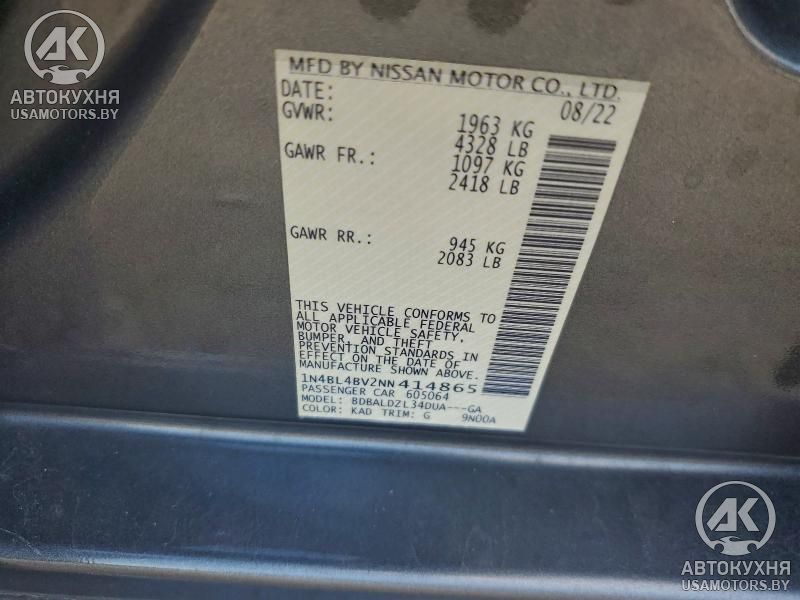 AK
АВТОКУХНЯ
USAMOTORS.BY
MFD BY NISSAN MOTOR CO., LTD.
DATE: 08/22
GVWR: 1963 KG
4328 LB
GAWR FR.: 1097 KG
2418 LB
GAWR RR.: 945 KG
2083 LB
THIS VEHICLE CONFORMS TO
ALL APPLICABLE FEDERAL
MOTOR VEHICLE SAFETY,
BUMPER, AND THEFT
PREVENTION STANDARDS IN
EFFECT ON THE DATE OF
MANUFACTURE SHOWN ABOVE.
1N4BL4BV2NN414865
PASSENGER CAR 605064
MODEL: BDBALDZL34DUA---GA
COLOR: KAD TRIM: G 9N00A
AK
АВТОКУХНЯ
USAMOTORS.BY